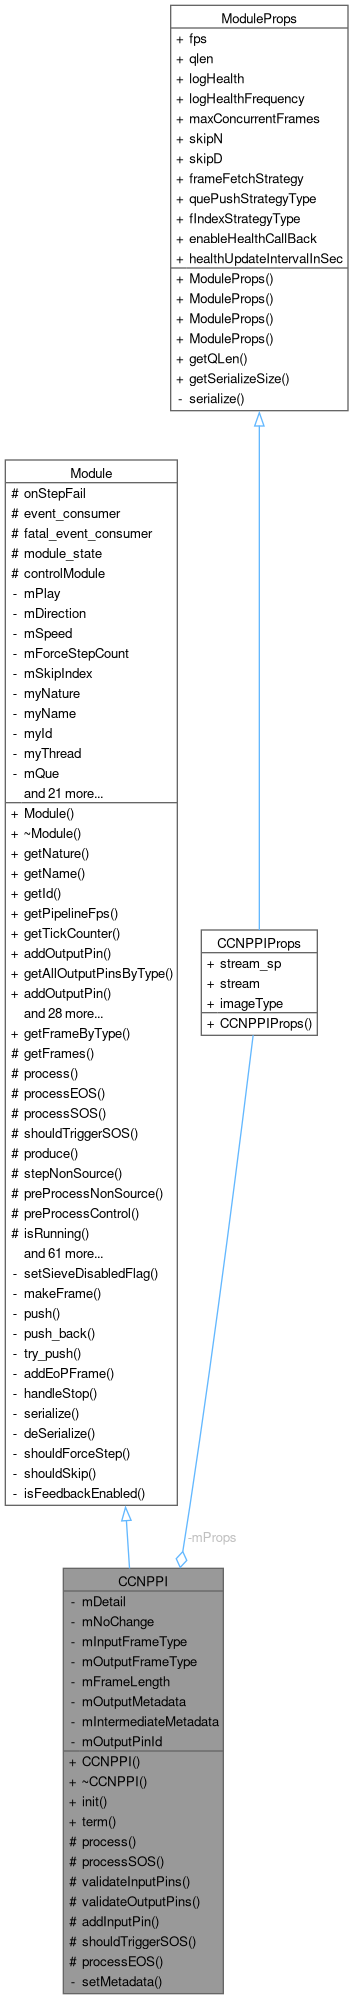 ModuleProps
+ fps
+ qlen
+ logHealth
+ logHealthFrequency
+ maxConcurrentFrames
+ skipN
+ skipD
+ frameFetchStrategy
+ quePushStrategyType
+ fIndexStrategyType
+ enableHealthCallBack
+ healthUpdateIntervalInSec
+ ModuleProps()
+ ModuleProps()
+ ModuleProps()
+ ModuleProps()
+ getQLen()
+ getSerializeSize()
- serialize()
Module
# onStepFail
# event_consumer
# fatal_event_consumer
# module_state
# controlModule
- mPlay
- mDirection
- mSpeed
- mForceStepCount
- mSkipIndex
- myNature
- myName
- myId
- myThread
- mQue
and 21 more...
+ Module()
+ ~Module()
+ getNature()
+ getName()
+ getId()
+ getPipelineFps()
+ getTickCounter()
+ addOutputPin()
+ getAllOutputPinsByType()
+ addOutputPin()
and 28 more...
+ getFrameByType()
# getFrames()
# process()
# processEOS()
# processSOS()
# shouldTriggerSOS()
# produce()
# stepNonSource()
# preProcessNonSource()
# preProcessControl()
# isRunning()
and 61 more...
- setSieveDisabledFlag()
- makeFrame()
- push()
- push_back()
- try_push()
- addEoPFrame()
- handleStop()
- serialize()
- deSerialize()
- shouldForceStep()
- shouldSkip()
- isFeedbackEnabled()
CCNPPIProps
+ stream_sp
+ stream
+ imageType
+ CCNPPIProps()
-mProps
CCNPPI
- mDetail
- mNoChange
- mInputFrameType
- mOutputFrameType
- mFrameLength
- mOutputMetadata
- mIntermediateMetadata
- mOutputPinId
+ CCNPPI()
+ ~CCNPPI()
+ init()
+ term()
# process()
# processSOS()
# validateInputPins()
# validateOutputPins()
# addInputPin()
# shouldTriggerSOS()
# processEOS()
- setMetadata()